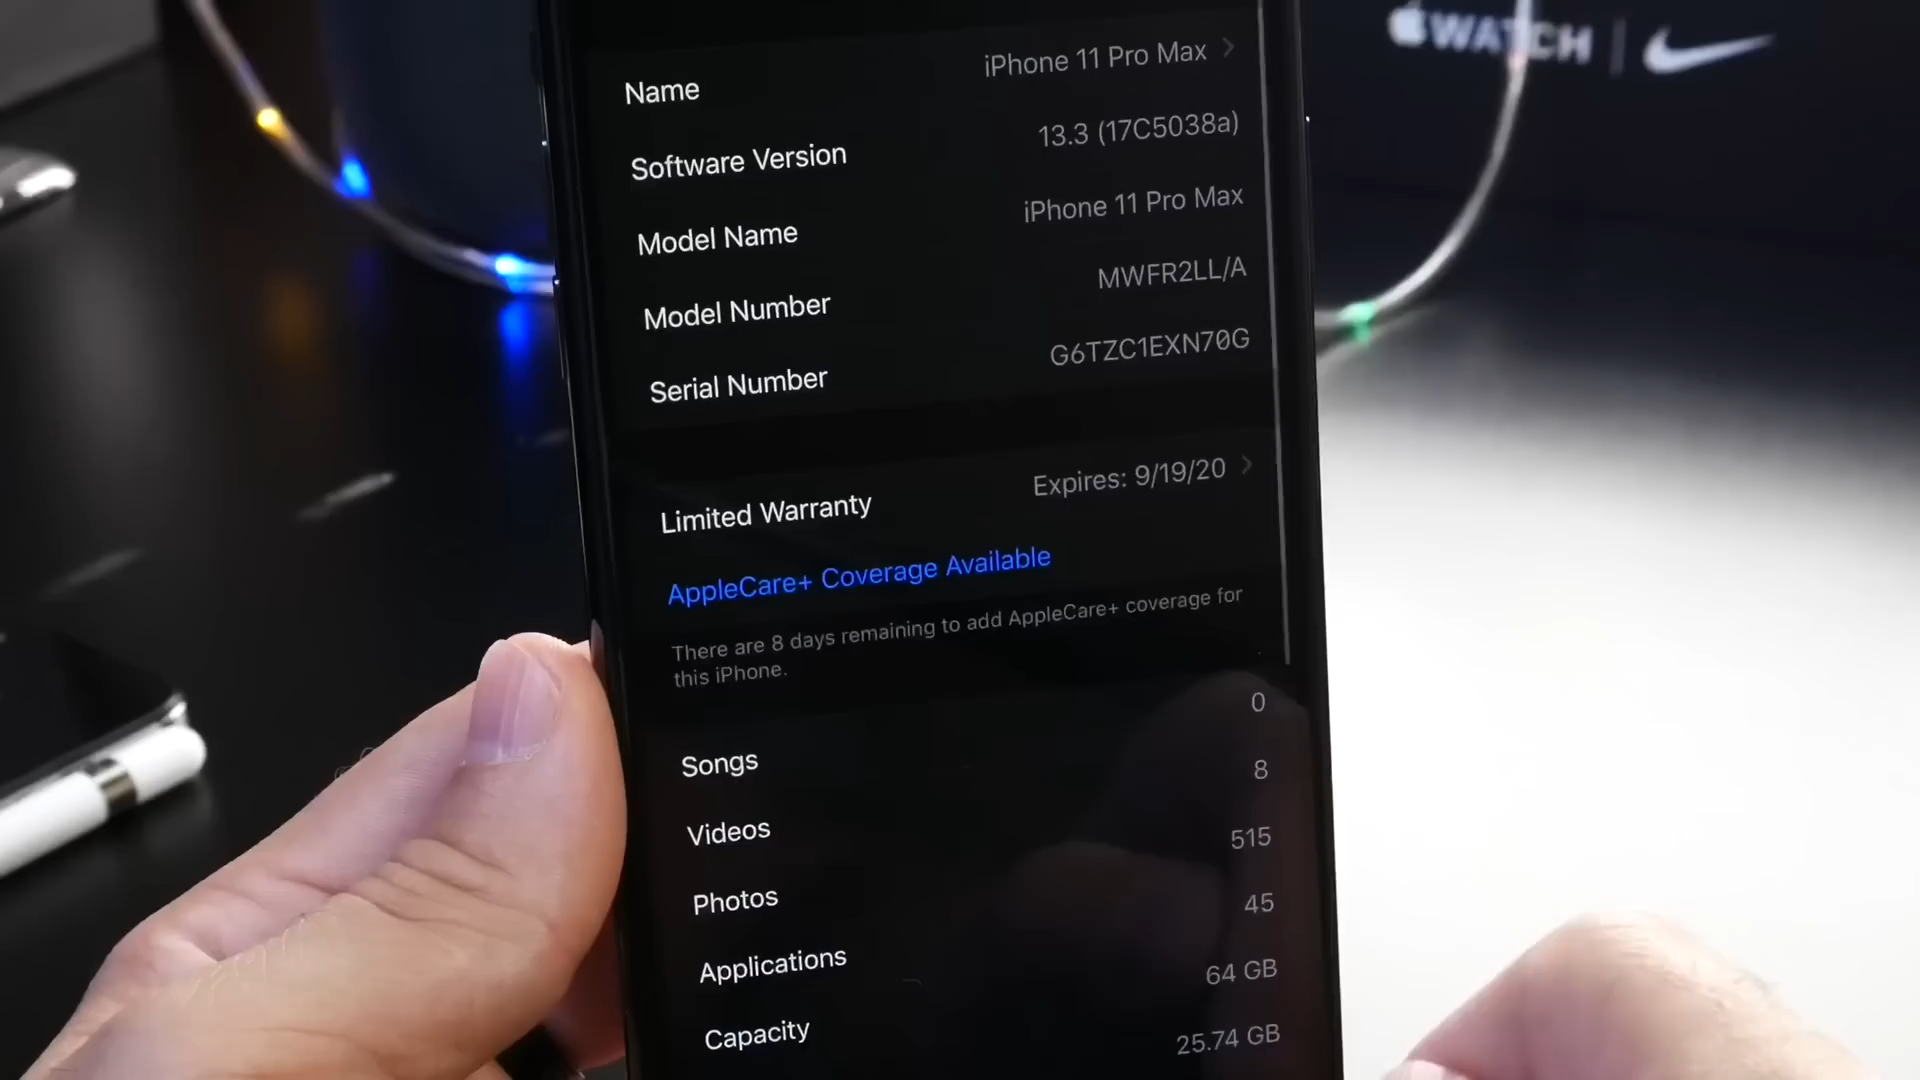 WATCH
Name iPhone 11 Pro Max
Software Version 13.3 (17C5038a)
Model Name iPhone 11 Pro Max
Model Number MWFR2LL/A
Serial Number G6TZC1EXN70G
Limited Warranty Expires: 9/19/20
AppleCare+ Coverage Available
There are 8 days remaining to add AppleCare+ coverage for
this iPhone.
Songs 0
Videos 8
Photos 515
Applications 45
Capacity 64 GB
25.74 GB